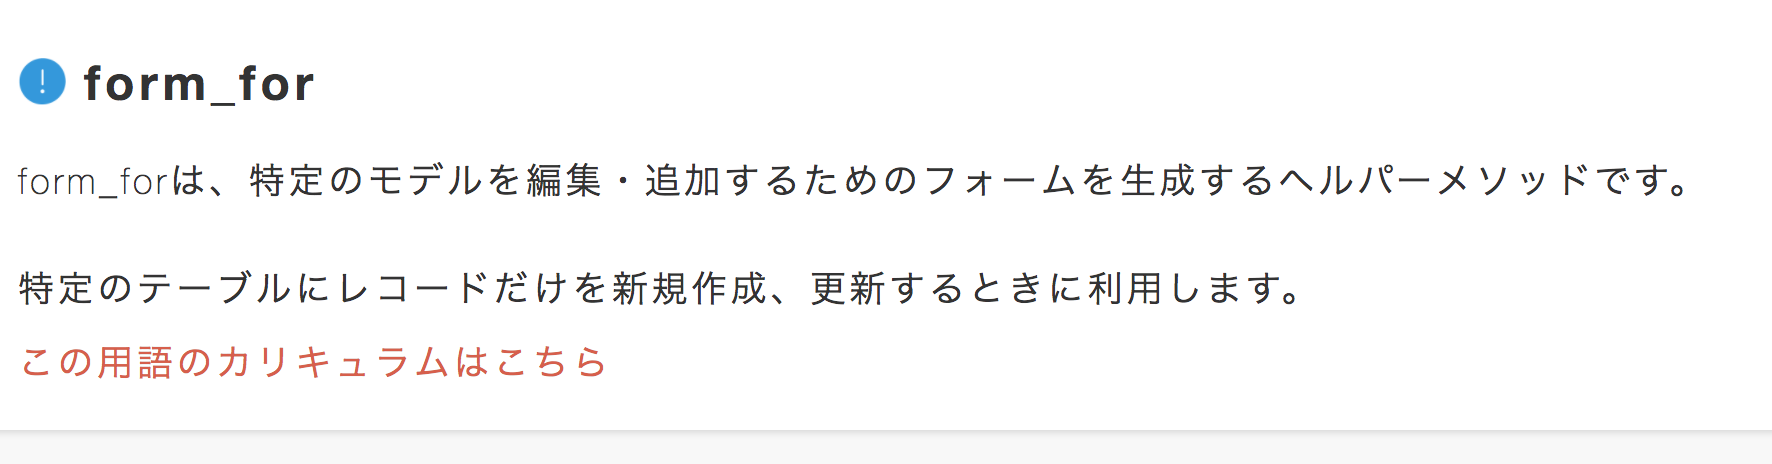 form_for
form_forは、特定のモデルを編集・追加するためのフォームを生成するヘルパーメソッドです。
特定のテーブルにレコードだけを新規作成、更新するときに利用します。
この用語のカリキュラムはこちら